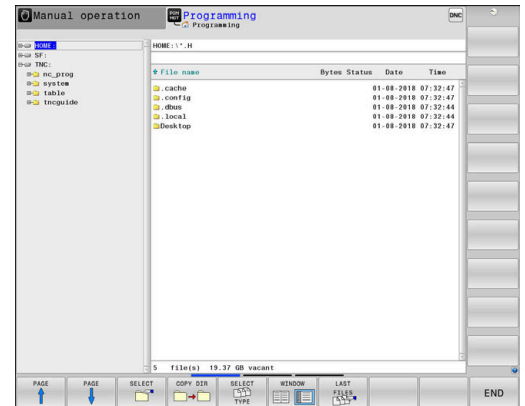 Manual operation
PGM MGT Programming
Programming
DNC
HOME:
SF:
TNC:
nc_prog
system
table
tncguide
HOME:\*.H
File name Bytes Status Date Time
.cache 01-08-2018 07:32:47
.config 01-08-2018 07:32:47
.dbus 01-08-2018 07:32:44
.local 01-08-2018 07:32:44
Desktop 01-08-2018 07:32:47
5 file(s) 19.37 GB vacant
PAGE
PAGE
SELECT
COPY DIR
SELECT
TYPE
WINDOW
LAST
FILES
END